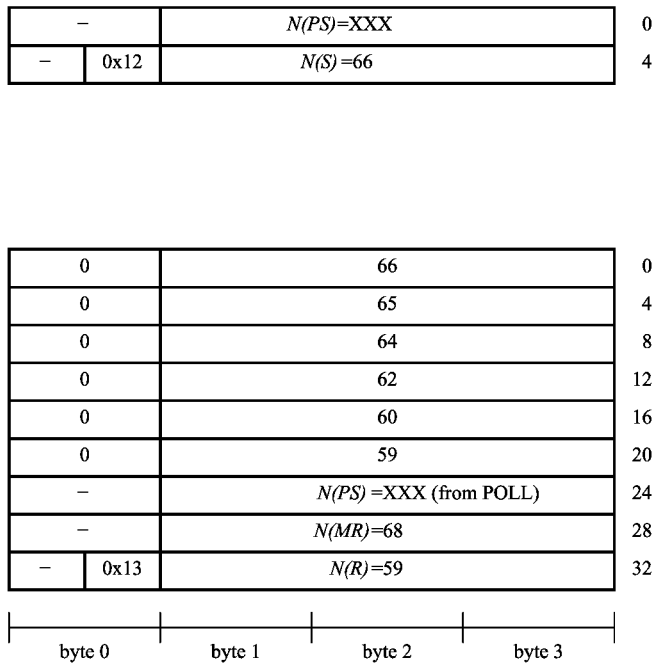 – N(PS)=XXX 0
– 0x12 N(S)=66 4
0 66 0
0 65 4
0 64 8
0 62 12
0 60 16
0 59 20
– N(PS) =XXX (from POLL) 24
– N(MR)=68 28
– 0x13 N(R)=59 32
byte 0 byte 1 byte 2 byte 3